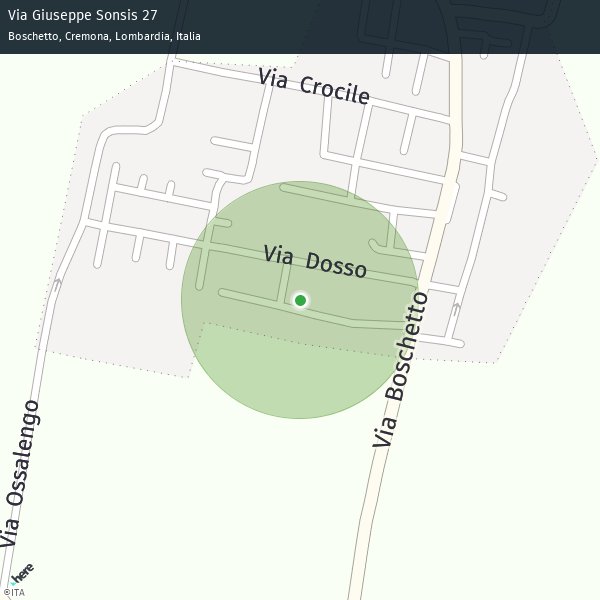 Via Giuseppe Sonsis 27
Boschetto, Cremona, Lombardia, Italia
Via Crocile
Via Dosso
Via Boschetto
Via Ossalengo
here
©ITA